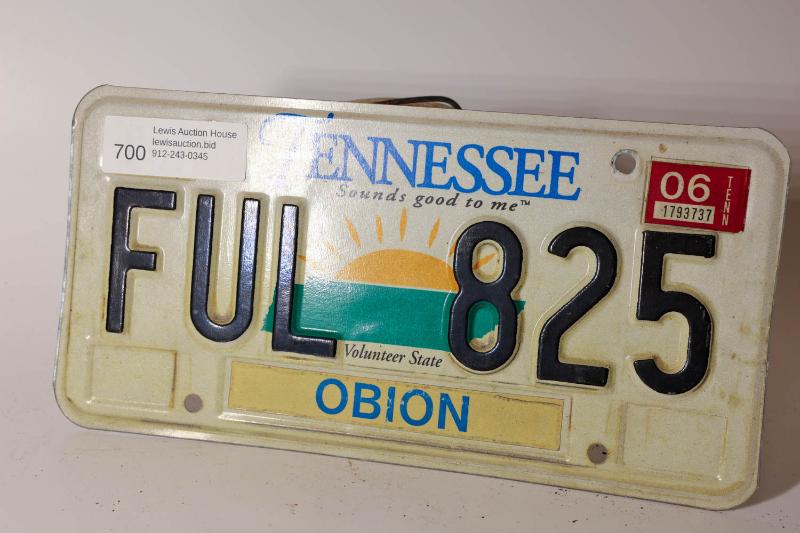 700
Lewis Auction House
lewisauction.bid
912-243-0345
TENNESSEE
Sounds good to me™
06
TENN
1793737
FUL 825
Volunteer State
OBION